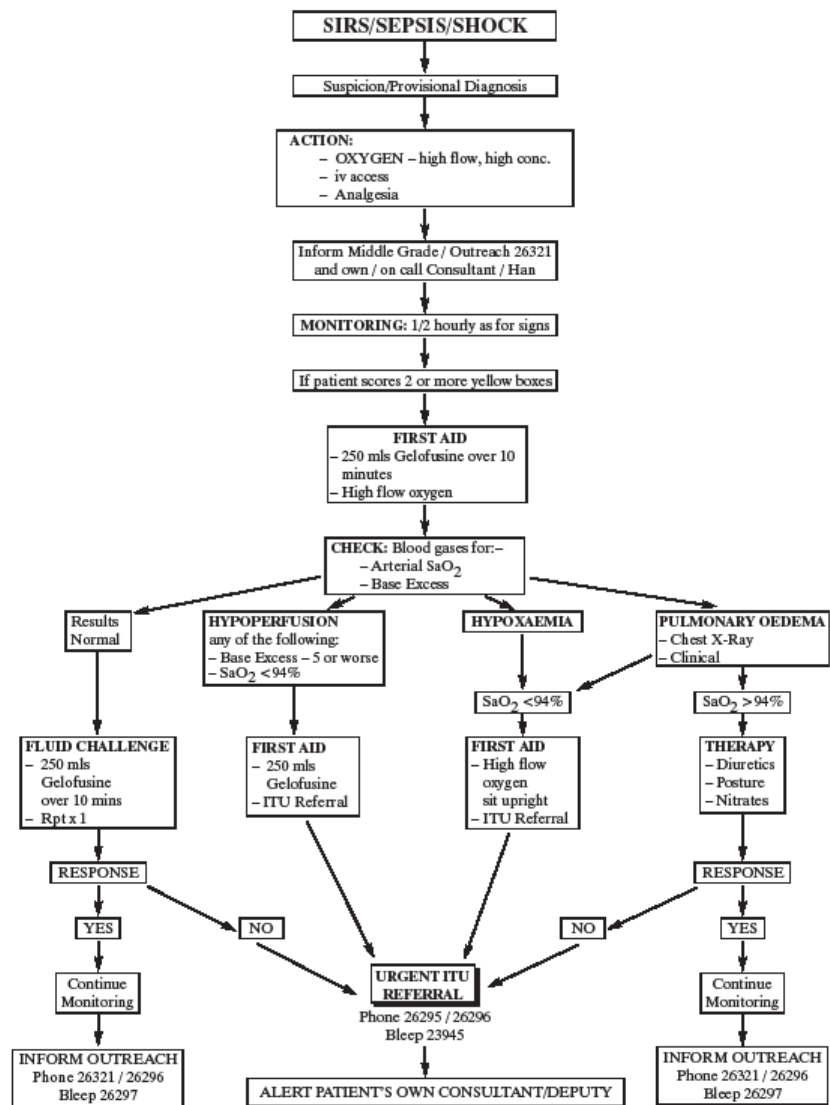 SIRS/SEPSIS/SHOCK
Suspicion/Provisional Diagnosis
ACTION:
– OXYGEN – high flow, high conc.
– iv access
– Analgesia
Inform Middle Grade / Outreach 26321
and own / on call Consultant / Han
MONITORING: 1/2 hourly as for signs
If patient scores 2 or more yellow boxes
FIRST AID
– 250 mls Gelofusine over 10
minutes
– High flow oxygen
CHECK: Blood gases for:–
– Arterial SaO2
– Base Excess
Results
Normal
HYPOPERFUSION
any of the following:
– Base Excess – 5 or worse
– SaO2 <94%
HYPOXAEMIA
PULMONARY OEDEMA
– Chest X-Ray
– Clinical
SaO2 <94%
SaO2 >94%
FLUID CHALLENGE
– 250 mls
Gelofusine
over 10 mins
– Rpt x 1
FIRST AID
– 250 mls
Gelofusine
– ITU Referral
FIRST AID
– High flow
oxygen
sit upright
– ITU Referral
THERAPY
– Diuretics
– Posture
– Nitrates
RESPONSE
RESPONSE
YES
NO
NO
YES
Continue
Monitoring
URGENT ITU
REFERRAL
Phone 26295 / 26296
Bleep 23945
Continue
Monitoring
INFORM OUTREACH
Phone 26321 / 26296
Bleep 26297
ALERT PATIENT'S OWN CONSULTANT/DEPUTY
INFORM OUTREACH
Phone 26321 / 26296
Bleep 26297